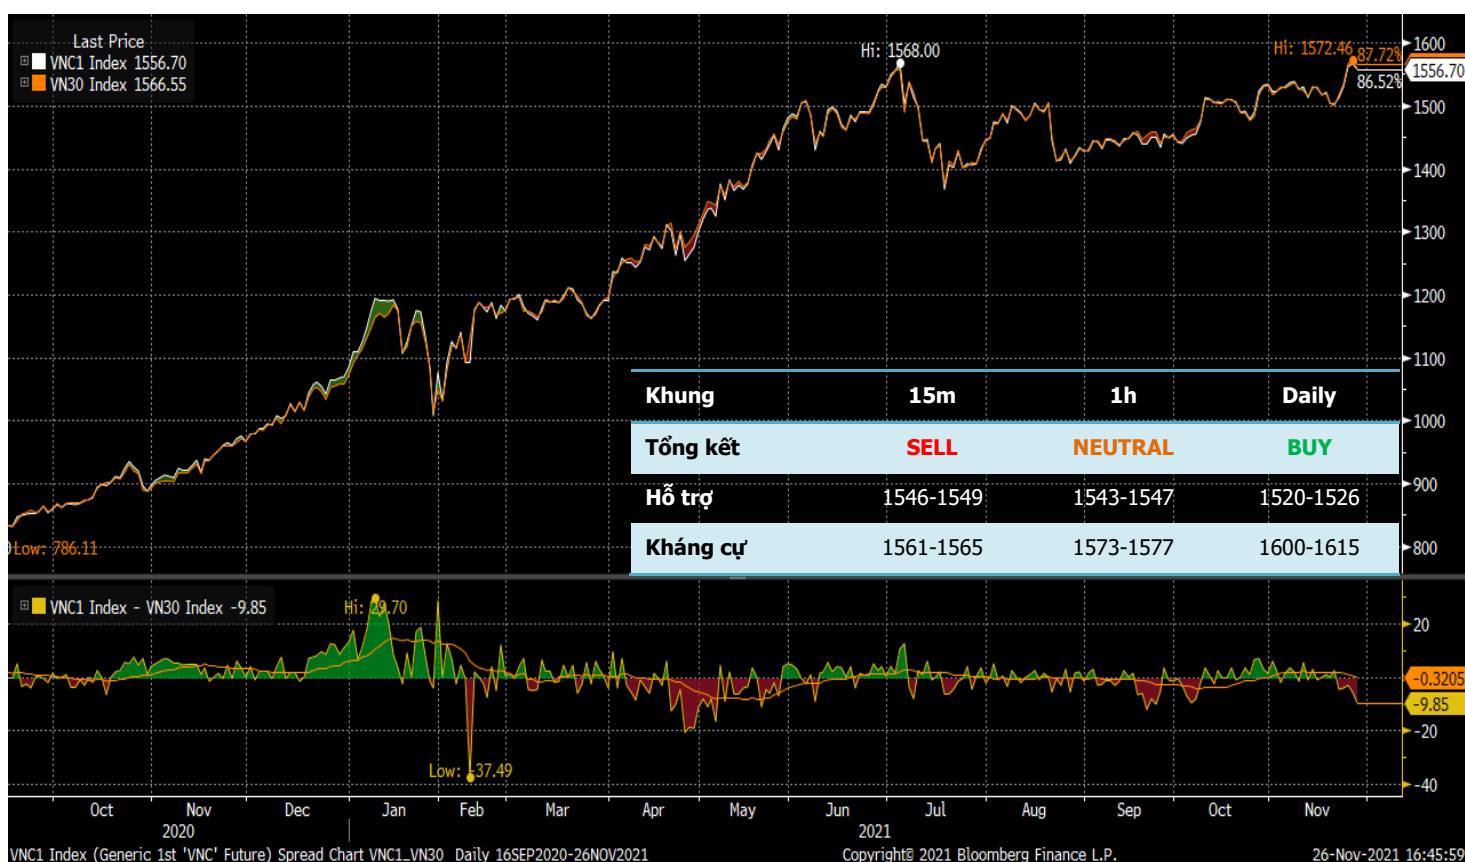 Last Price
VNC1 Index 1556.70
VN30 Index 1566.55
Hi: 1568.00
Hi: 1572.46
87.72%
86.52%
1600
1556.70
1500
1400
1300
1200
1100
1000
900
800
Low: 786.11
Khung 15m 1h Daily
Tổng kết SELL NEUTRAL BUY
Hỗ trợ 1546-1549 1543-1547 1520-1526
Kháng cự 1561-1565 1573-1577 1600-1615
VNC1 Index - VN30 Index -9.85
Hi: 29.70
Low: -37.49
20
-0.3205
-9.85
-20
-40
Oct Nov Dec Jan Feb Mar Apr May Jun Jul Aug Sep Oct Nov
2020 2021
VNC1 Index (Generic 1st 'VNC' Future) Spread Chart VNC1_VN30 Daily 16SEP2020-26NOV2021 Copyright© 2021 Bloomberg Finance L.P. 26-Nov-2021 16:45:59